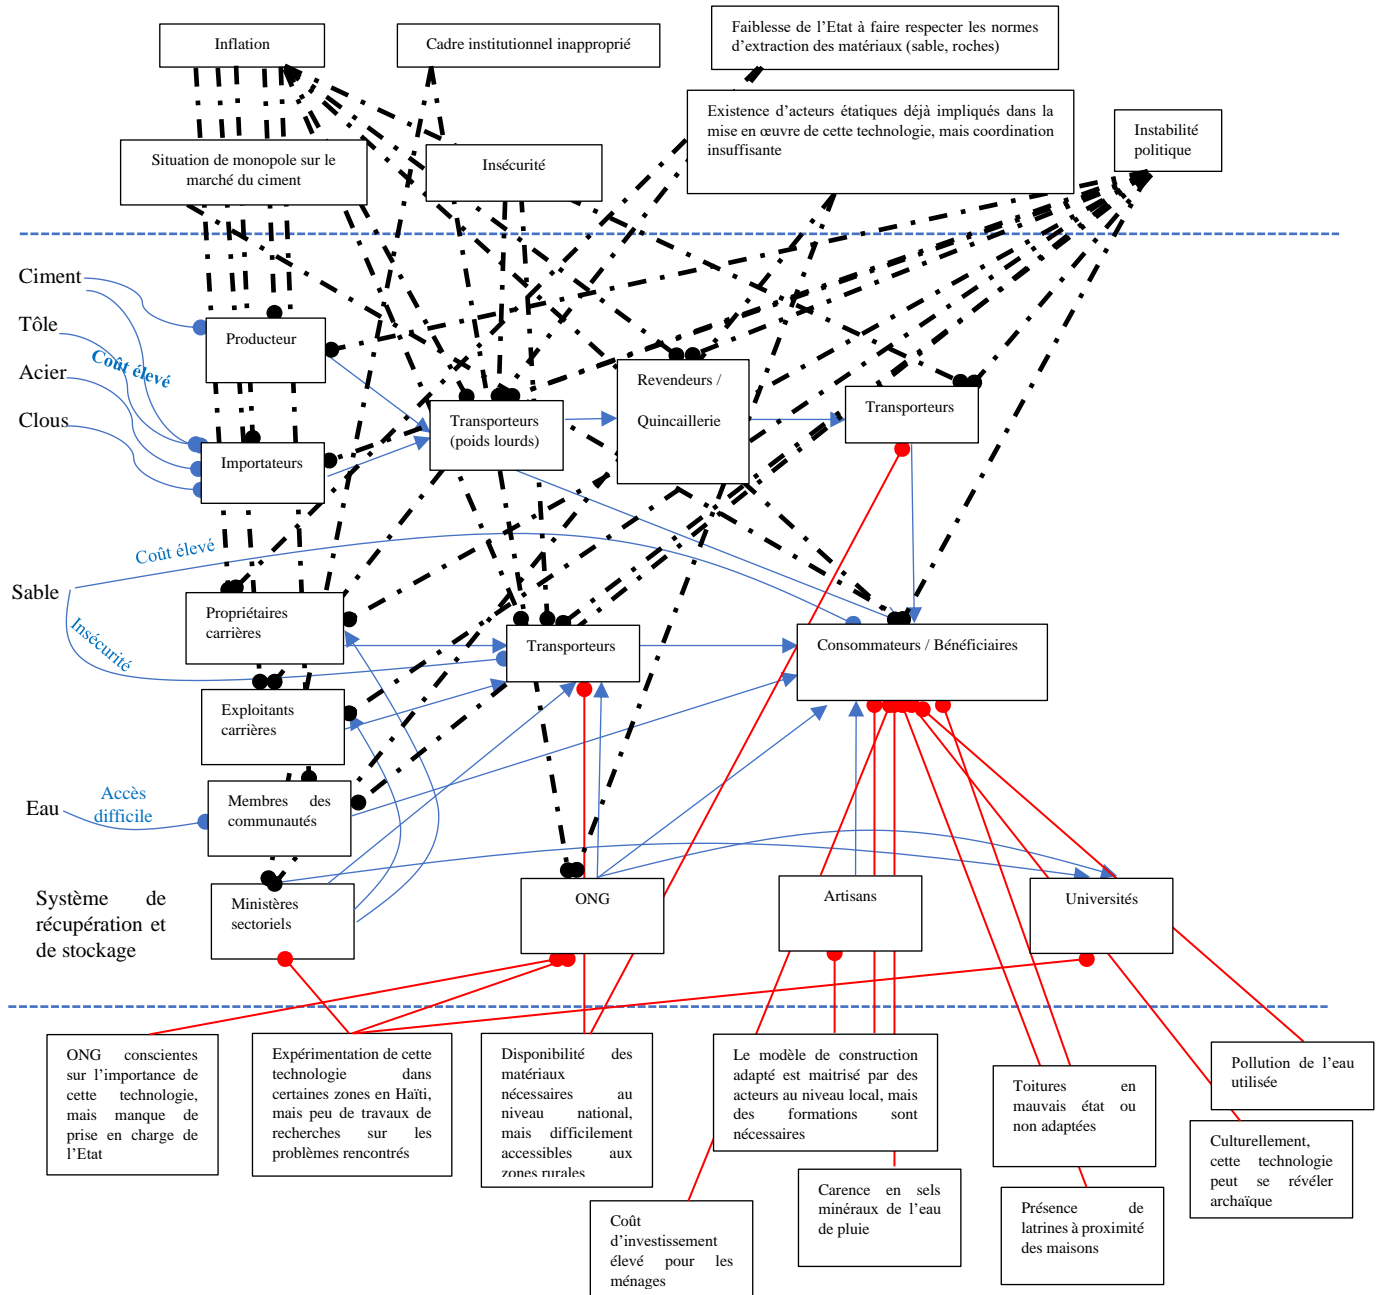 Inflation
Cadre institutionnel inapproprié
Faiblesse de l’Etat à faire respecter les normes
d’extraction des matériaux (sable, roches)
Situation de monopole sur le
marché du ciment
Insécurité
Existence d’acteurs étatiques déjà impliqués dans la
mise en œuvre de cette technologie, mais coordination
insuffisante
Instabilité
politique
Ciment
Tôle
Acier
Clous
Coût élevé
Producteur
Importateurs
Transporteurs
(poids lourds)
Revendeurs /
Quincaillerie
Transporteurs
Sable
Coût élevé
Insécurité
Propriétaires
carrières
Transporteurs
Consommateurs / Bénéficiaires
Exploitants
carrières
Eau
Accès
difficile
Membres des
communautés
Système de
récupération et
de stockage
Ministères
sectoriels
ONG
Artisans
Universités
ONG conscientes
sur l’importance de
cette technologie,
mais manque de
prise en charge de
l’Etat
Expérimentation de cette
technologie dans
certaines zones en Haïti,
mais peu de travaux de
recherches sur les
problèmes rencontrés
Disponibilité des
matériaux
nécessaires au
niveau national,
mais difficilement
accessibles aux
zones rurales
Le modèle de construction
adapté est maitrisé par des
acteurs au niveau local, mais
des formations sont
nécessaires
Toitures en
mauvais état ou
non adaptées
Pollution de l’eau
utilisée
Culturellement,
cette technologie
peut se révéler
archaïque
Coût
d’investissement
élevé pour les
ménages
Carence en sels
minéraux de l’eau
de pluie
Présence de
latrines à proximité
des maisons